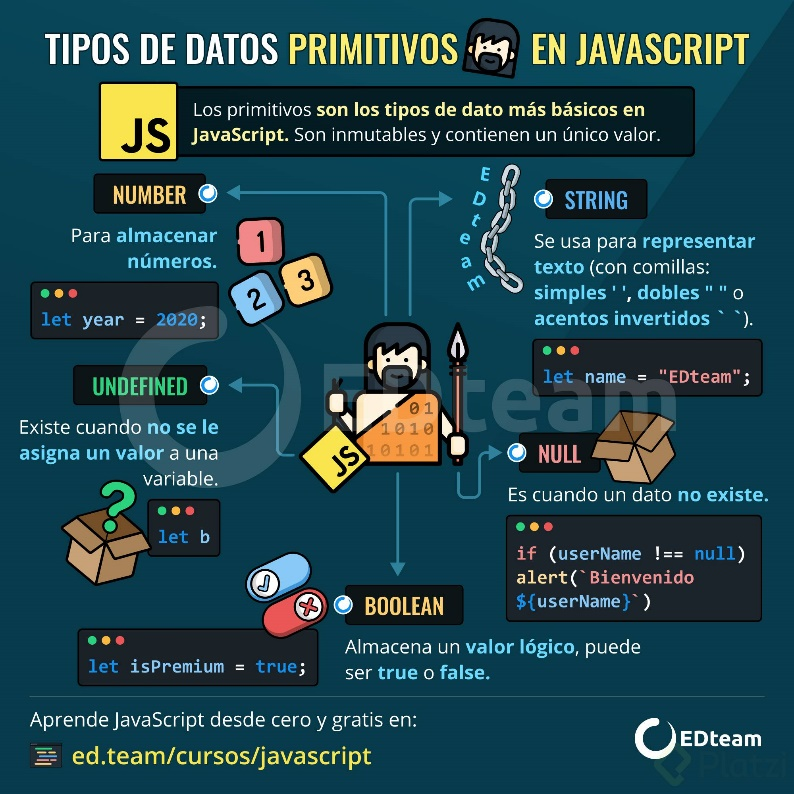 TIPOS DE DATOS PRIMITIVOS EN JAVASCRIPT
JS
Los primitivos son los tipos de dato más básicos en
JavaScript. Son inmutables y contienen un único valor.
NUMBER
Para almacenar
números.
1
2
3
let year = 2020;
EDteam
STRING
Se usa para representar
texto (con comillas:
simples ' ', dobles " " o
acentos invertidos ` `).
let name = "EDteam";
UNDEFINED
Existe cuando no se le
asigna un valor a una
variable.
?
let b
01
1010
10101
JS
EDteam
NULL
Es cuando un dato no existe.
if (userName !== null)
alert(`Bienvenido
${userName}`)
BOOLEAN
Almacena un valor lógico, puede
ser true o false.
let isPremium = true;
Aprende JavaScript desde cero y gratis en:
ed.team/cursos/javascript
EDteam
Platzi